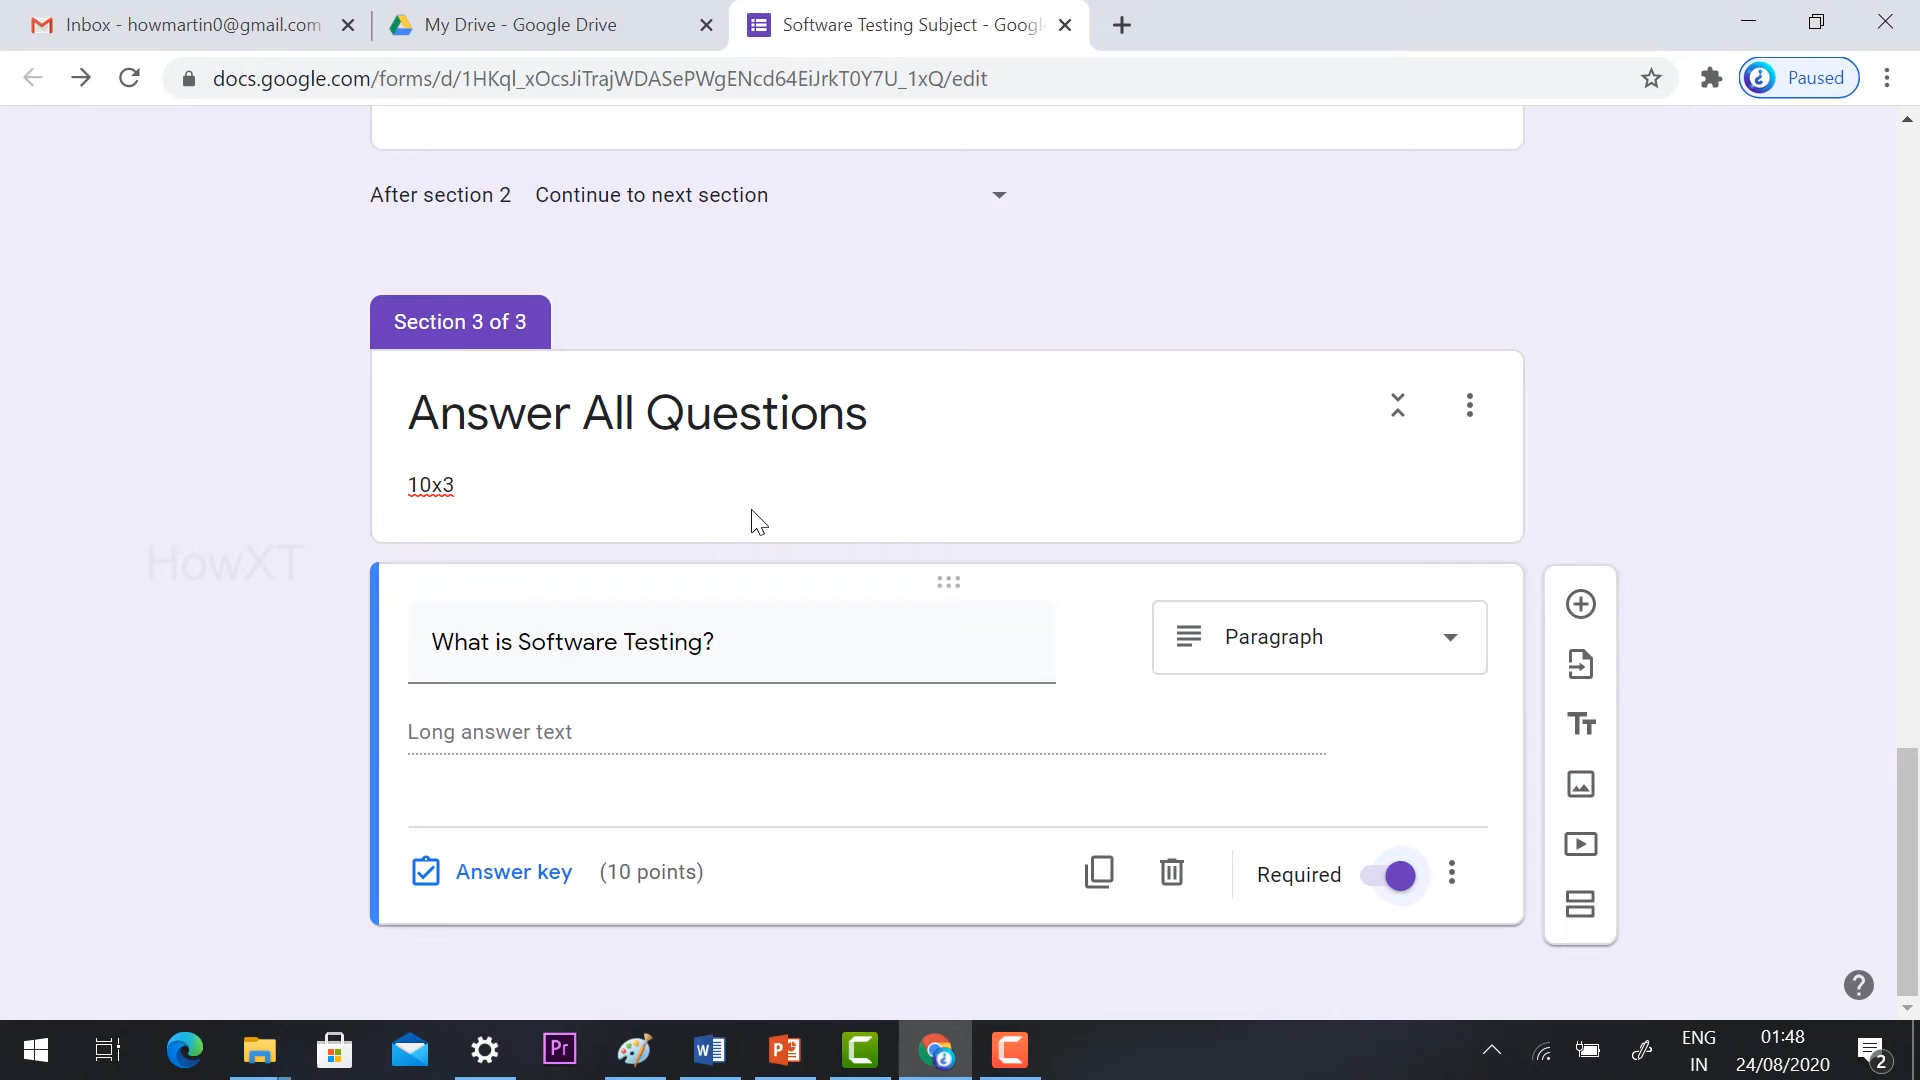 Inbox - howmartin0@gmail.com
My Drive - Google Drive
Software Testing Subject - Googl
docs.google.com/forms/d/1HKql_xOcsJiTrajWDASePWgENcd64EiJrkT0Y7U_1xQ/edit
Paused
After section 2 Continue to next section
Section 3 of 3
Answer All Questions
10x3
HowXT
What is Software Testing?
Paragraph
Long answer text
Answer key (10 points)
Required
Pr
ENG
IN
01:48
24/08/2020
2